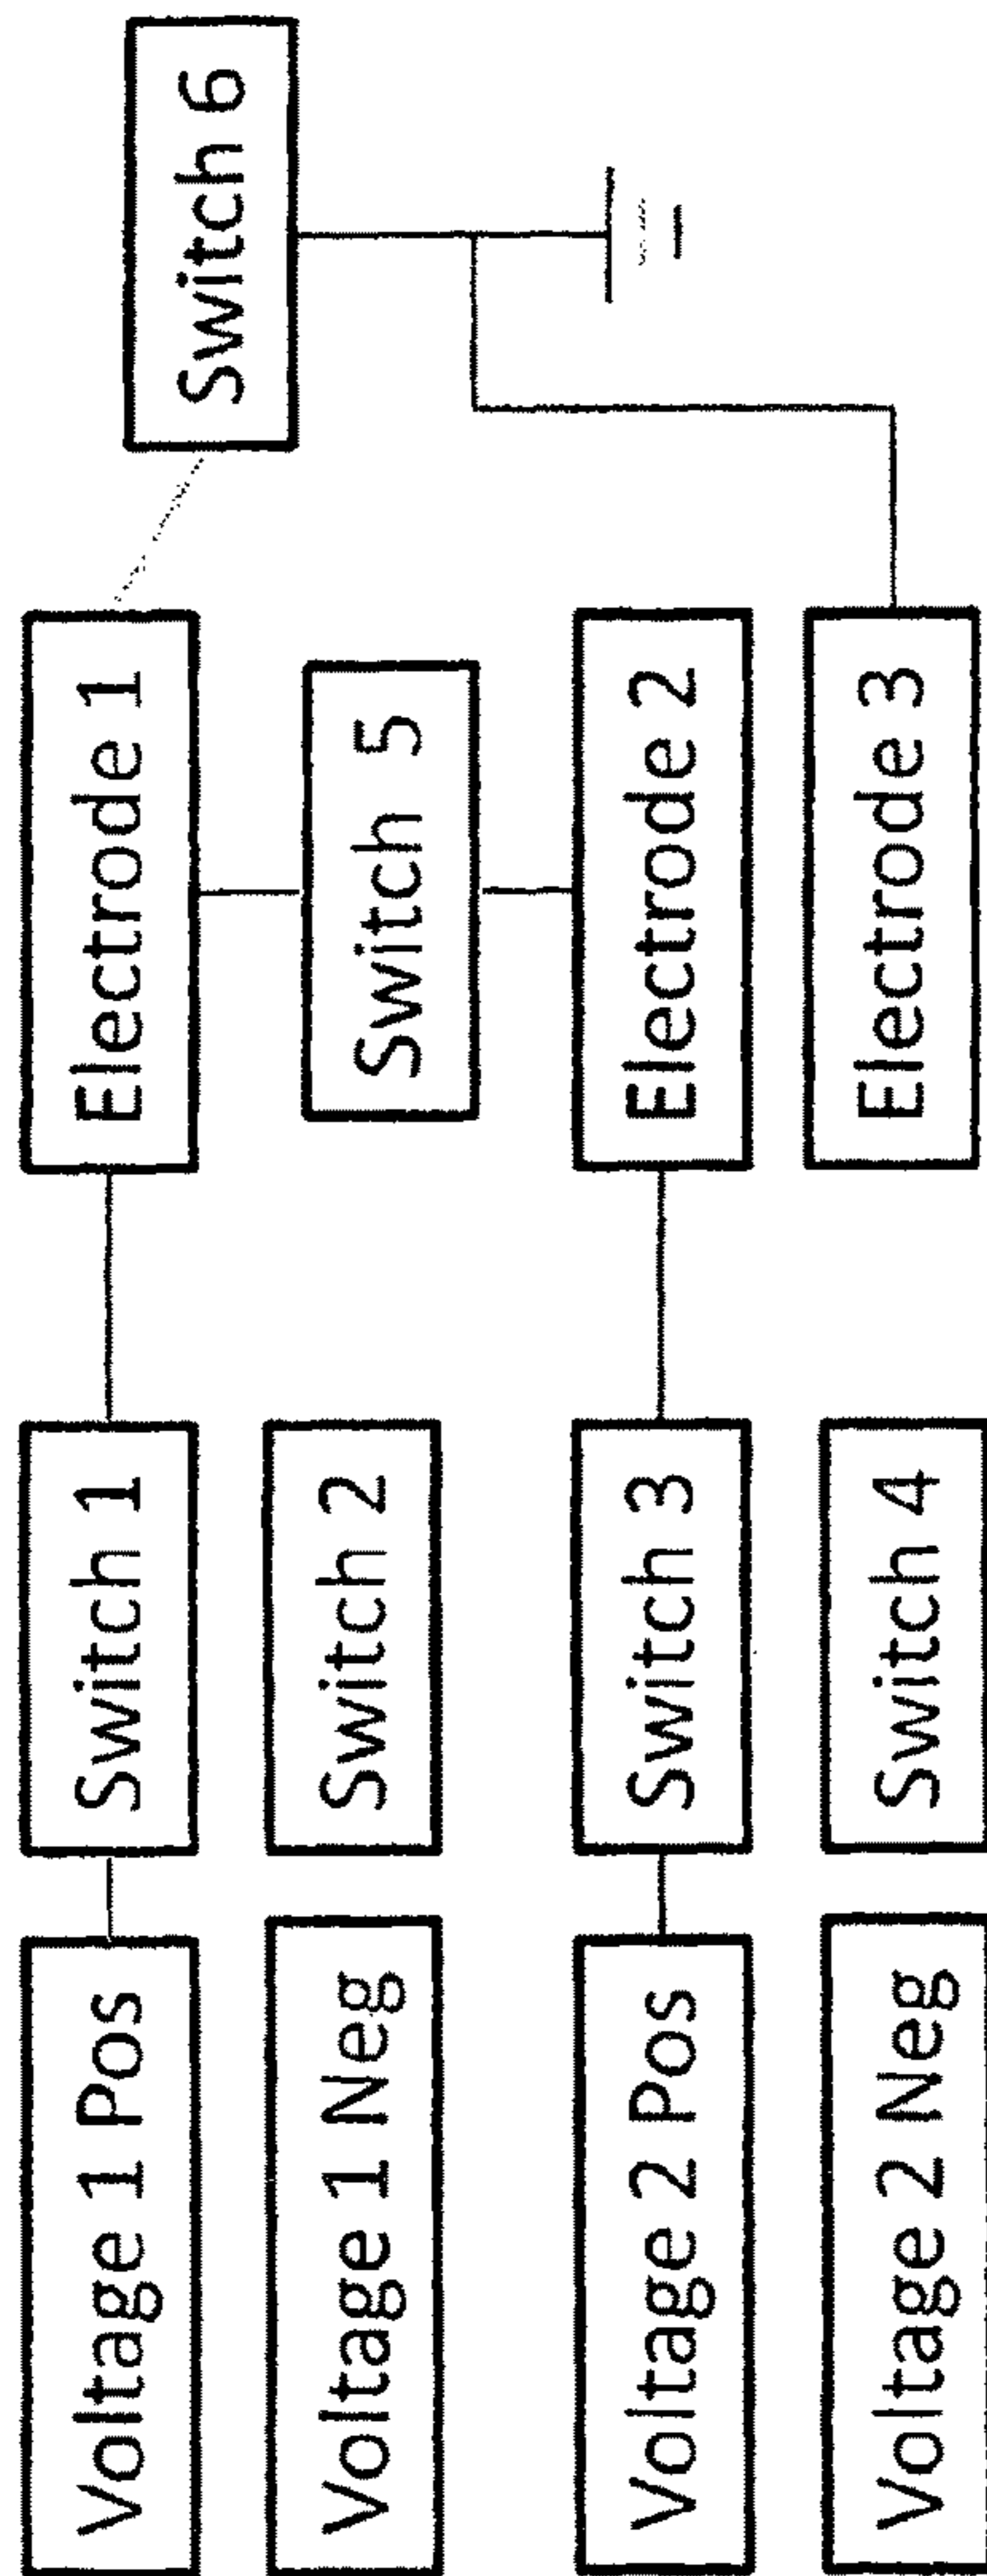 Voltage 1 Pos
Switch 1
Electrode 1
Switch 6
Voltage 1 Neg
Switch 2
Switch 5
Voltage 2 Pos
Switch 3
Electrode 2
Voltage 2 Neg
Switch 4
Electrode 3